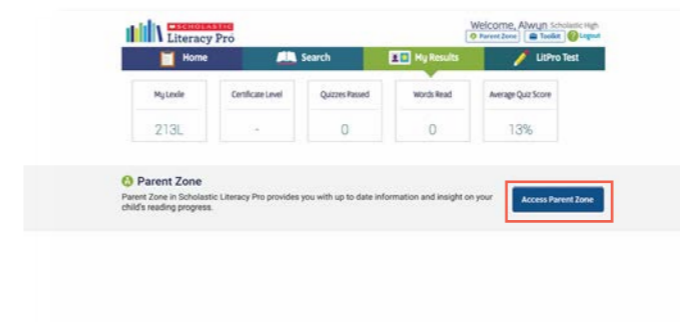 SCHOLASTIC
Literacy Pro
Welcome, Alwyn Scholastic High
Parent Zone Toolkit Logout
Home Search My Results LitPro Test
My Lexile Certificate Level Quizzes Passed Words Read Average Quiz Score
213L - 0 0 13%
Parent Zone
Parent Zone in Scholastic Literacy Pro provides you with up to date information and insight on your
child's reading progress.
Access Parent Zone